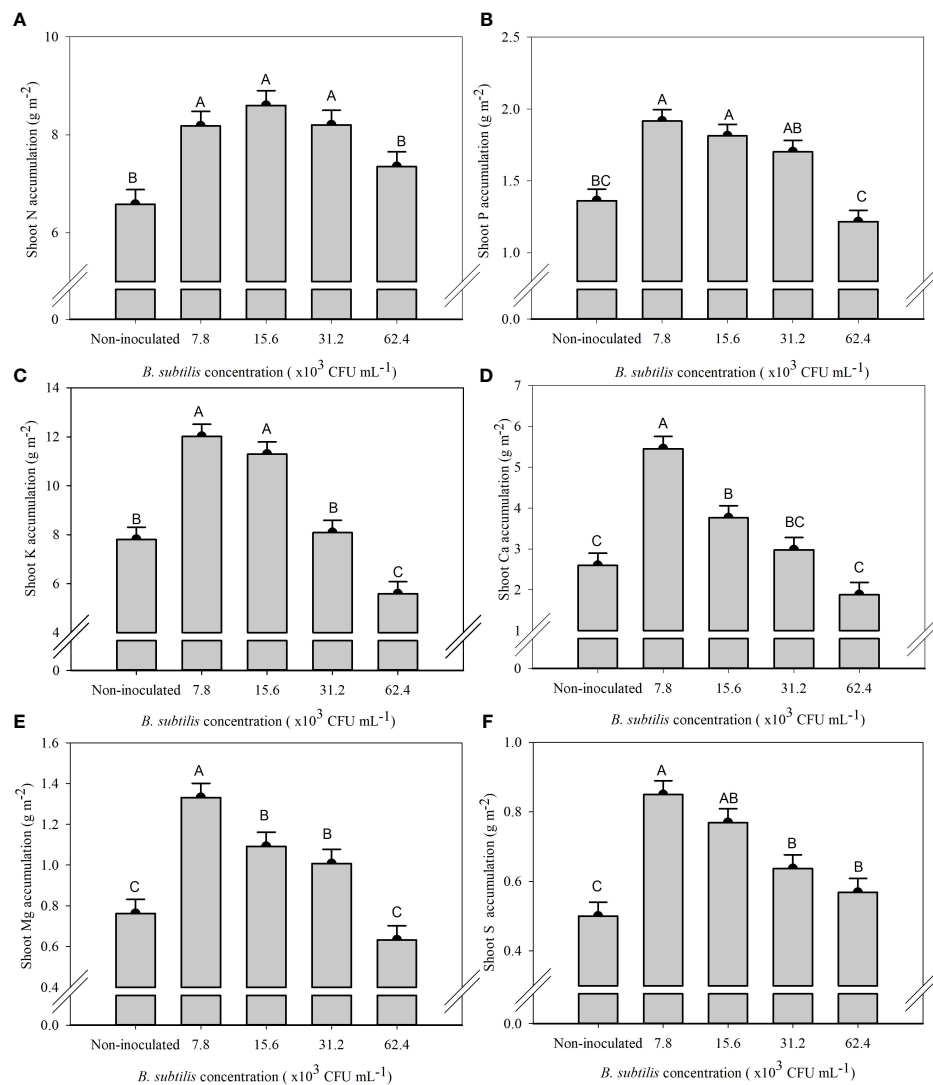 A
Shoot N accumulation (g m-2)
10
8
6
0
B
A
A
A
B
Non-inoculated 7.8 15.6 31.2 62.4
B. subtilis concentration ( x10³ CFU mL-1)
B
Shoot P accumulation (g m-2)
2.5
2.0
1.5
1.0
0.0
BC
A
A
AB
C
Non-inoculated 7.8 15.6 31.2 62.4
B. subtilis concentration ( x10³ CFU mL-1)
C
Shoot K accumulation (g m-2)
14
12
10
8
6
4
0
B
A
A
B
C
Non-inoculated 7.8 15.6 31.2 62.4
B. subtilis concentration ( x10³ CFU mL-1)
D
Shoot Ca accumulation (g m-2)
7
6
5
4
3
2
1
0
C
A
B
BC
C
Non-inoculated 7.8 15.6 31.2 62.4
B. subtilis concentration ( x10³ CFU mL-1)
E
Shoot Mg accumulation (g m-2)
1.6
1.4
1.2
1.0
0.8
0.6
0.4
0.0
C
A
B
B
C
Non-inoculated 7.8 15.6 31.2 62.4
B. subtilis concentration ( x10³ CFU mL-1)
F
Shoot S accumulation (g m-2)
1.0
0.8
0.6
0.4
0.0
C
A
AB
B
B
Non-inoculated 7.8 15.6 31.2 62.4
B. subtilis concentration ( x10³ CFU mL-1)